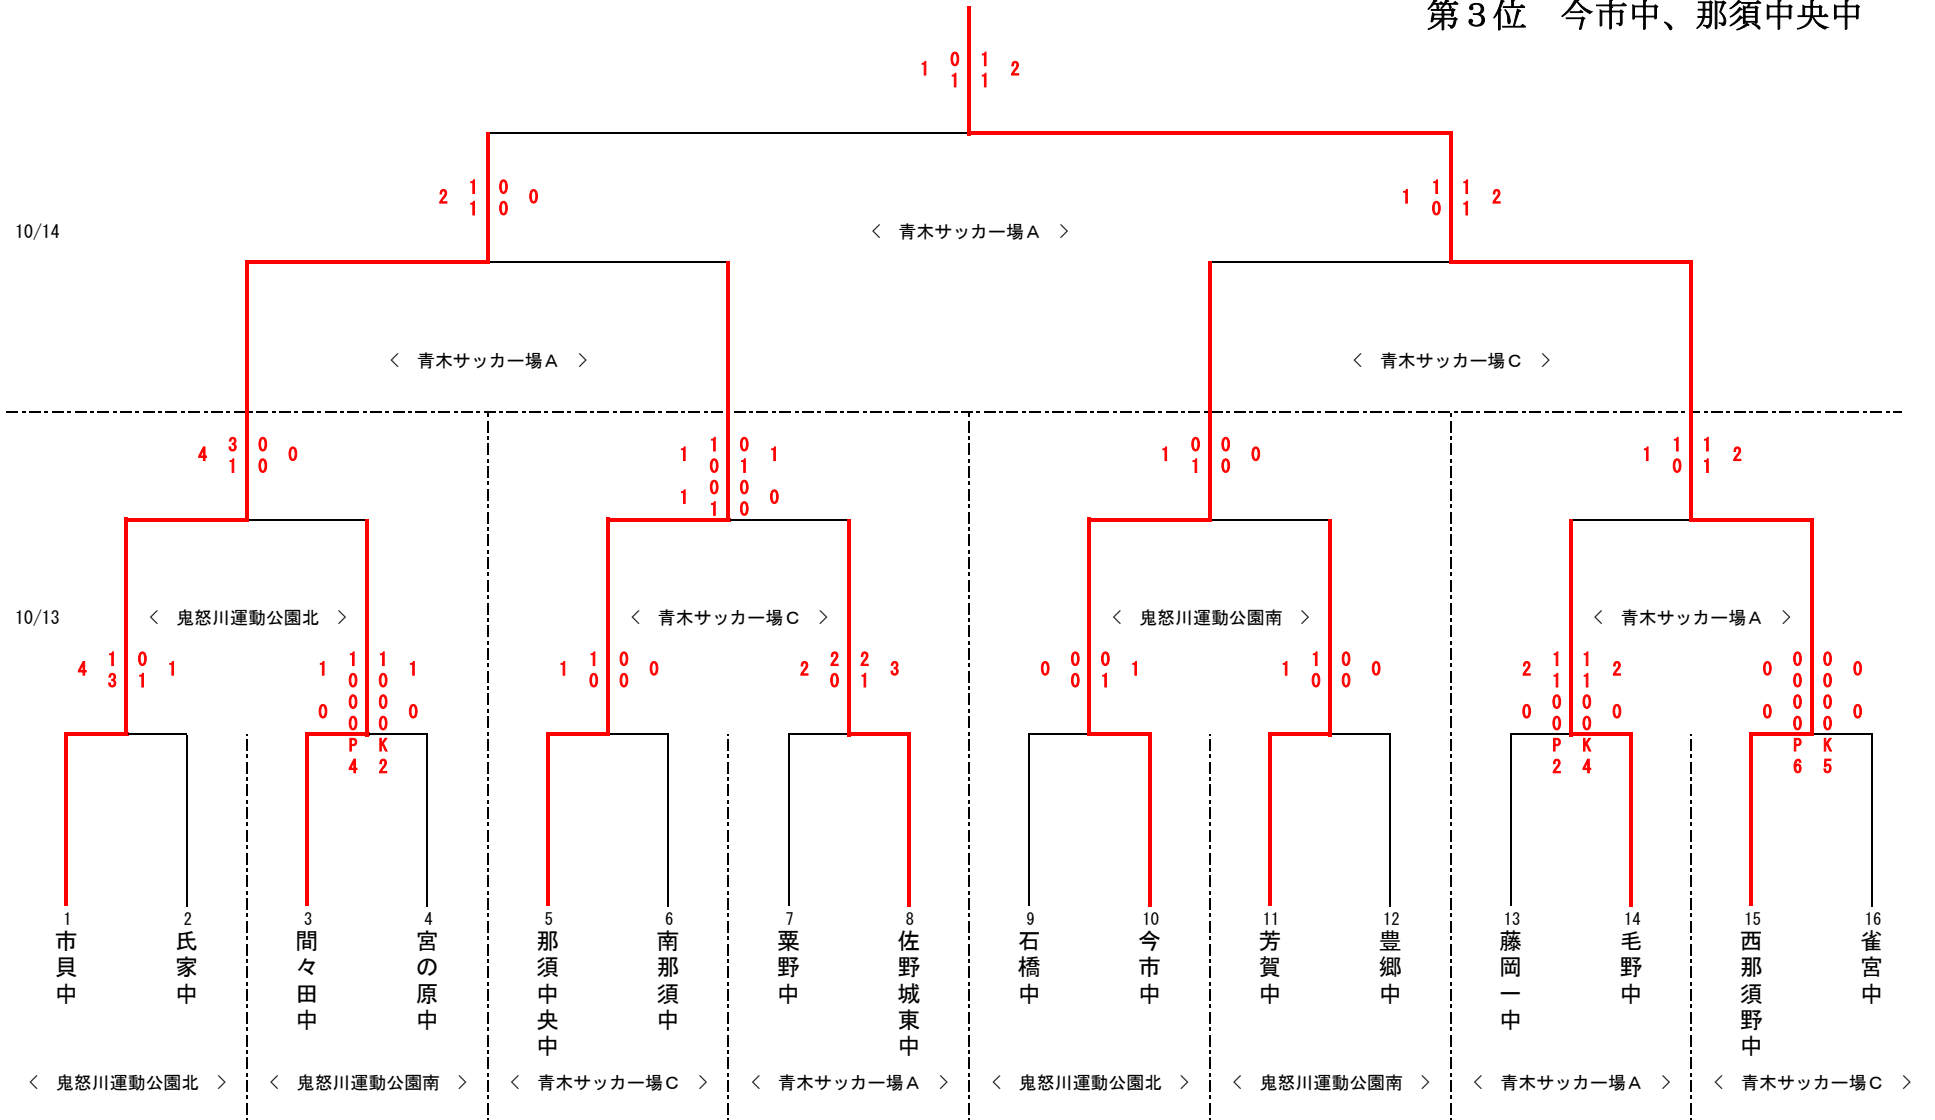 第３位　今市中、那須中央中
1 0 1 2
1 1
2 1 0 0
1 0
1 1 1 2
0 1
10/14
〈　青木サッカー場Ａ　〉
〈　青木サッカー場Ａ　〉
〈　青木サッカー場Ｃ　〉
4 3 0 0
1 0
1 1 0 1
0 1
1 0 0 0
1 0
1 0 0 0
1 0
1 1 1 2
0 1
10/13
〈　鬼怒川運動公園北　〉
〈　青木サッカー場Ｃ　〉
〈　鬼怒川運動公園南　〉
〈　青木サッカー場Ａ　〉
4 1 0 1
3 1
1 1 1 1
0 0
0 0 0 0
0 0
P K
4 2
1 1 0 0
0 0
2 2 2 3
0 1
0 0 0 1
0 1
1 1 0 0
0 0
2 1 1 2
1 1
0 0 0 0
0 0
P K
2 4
0 0 0 0
0 0
0 0 0 0
0 0
P K
6 5
1
市貝中
2
氏家中
3
間々田中
4
宮の原中
5
那須中央中
6
南那須中
7
粟野中
8
佐野城東中
9
石橋中
10
今市中
11
芳賀中
12
豊郷中
13
藤岡一中
14
毛野中
15
西那須野中
16
雀宮中
〈　鬼怒川運動公園北　〉
〈　鬼怒川運動公園南　〉
〈　青木サッカー場Ｃ　〉
〈　青木サッカー場Ａ　〉
〈　鬼怒川運動公園北　〉
〈　鬼怒川運動公園南　〉
〈　青木サッカー場Ａ　〉
〈　青木サッカー場Ｃ　〉